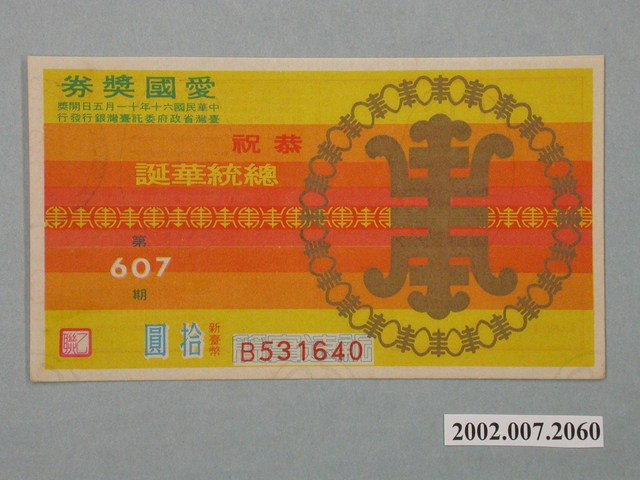 愛國獎券
中華民國六十年十一月五日開獎
臺灣省政府委託臺灣銀行發行
恭祝
總統華誕
第
607
期
新臺幣
拾圓
B531640
2002.007.2060